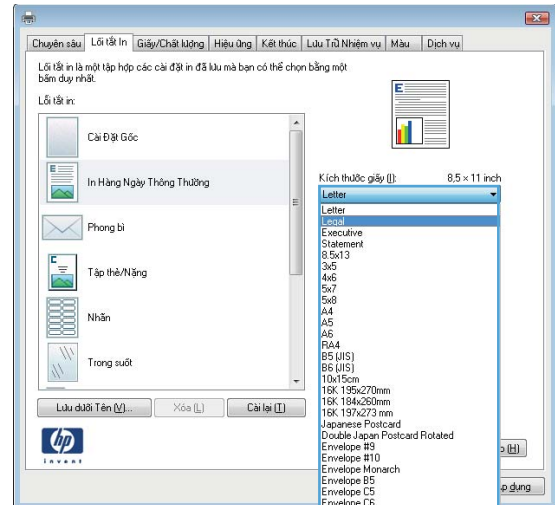 Chuyên sâu
Lối tắt In
Giấy/Chất lượng
Hiệu ứng
Kết thúc
Lưu Trữ Nhiệm vụ
Màu
Dịch vụ
Lối tắt in là một tập hợp các cài đặt in đã lưu mà bạn có thể chọn bằng một
bấm duy nhất.
Lối tắt in:
Cài Đặt Gốc
In Hàng Ngày Thông Thường
Phong bì
Tập thẻ/Nặng
Nhãn
Trong suốt
Lưu dưới Tên (V)...
Xóa (L)
Cài lại (T)
hp
invent
E
Kích thước giấy (I):
8,5 × 11 inch
Letter
Letter
Legal
Executive
Statement
8.5x13
3x5
4x6
5x7
5x8
A4
A5
A6
RA4
B5 (JIS)
B6 (JIS)
10x15cm
16K 195x270mm
16K 184x260mm
16K 197x273 mm
Japanese Postcard
Double Japan Postcard Rotated
Envelope #9
Envelope #10
Envelope Monarch
Envelope B5
Envelope C5
Envelope C6
(H)
dụng